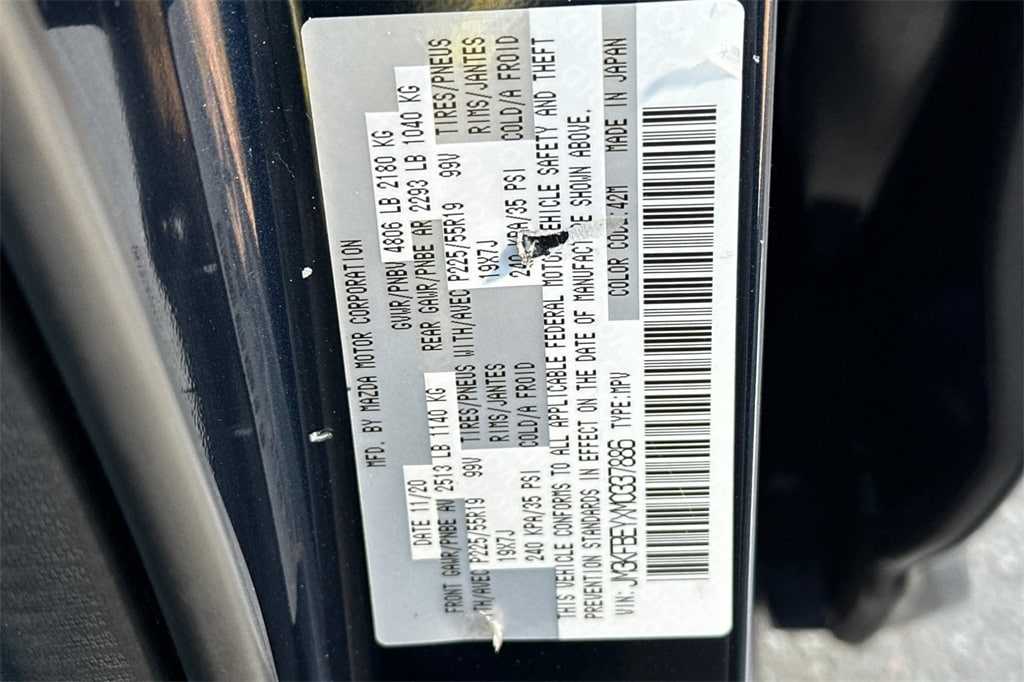 MFD. BY MAZDA MOTOR CORPORATION
DATE 11/20 GVWR/PNBV 4806 LB 2180 KG
FRONT GAWR/PNBE AV 2513 LB 1140 KG REAR GAWR/PNBE AR 2293 LB 1040 KG
P225/55R19 99V TIRES/PNEUS WITH/AVEC P225/55R19 99V TIRES/PNEUS
19X7J RIMS/JANTES 19X7J RIMS/JANTES
240 KPA/35 PSI COLD/A FROID 240 KPA/35 PSI COLD/A FROID
THIS VEHICLE CONFORMS TO ALL APPLICABLE FEDERAL MOTOR VEHICLE SAFETY AND THEFT
PREVENTION STANDARDS IN EFFECT ON THE DATE OF MANUFACTURE SHOWN ABOVE.
VIN: TYPE:MPV COLOR CODE:42M MADE IN JAPAN